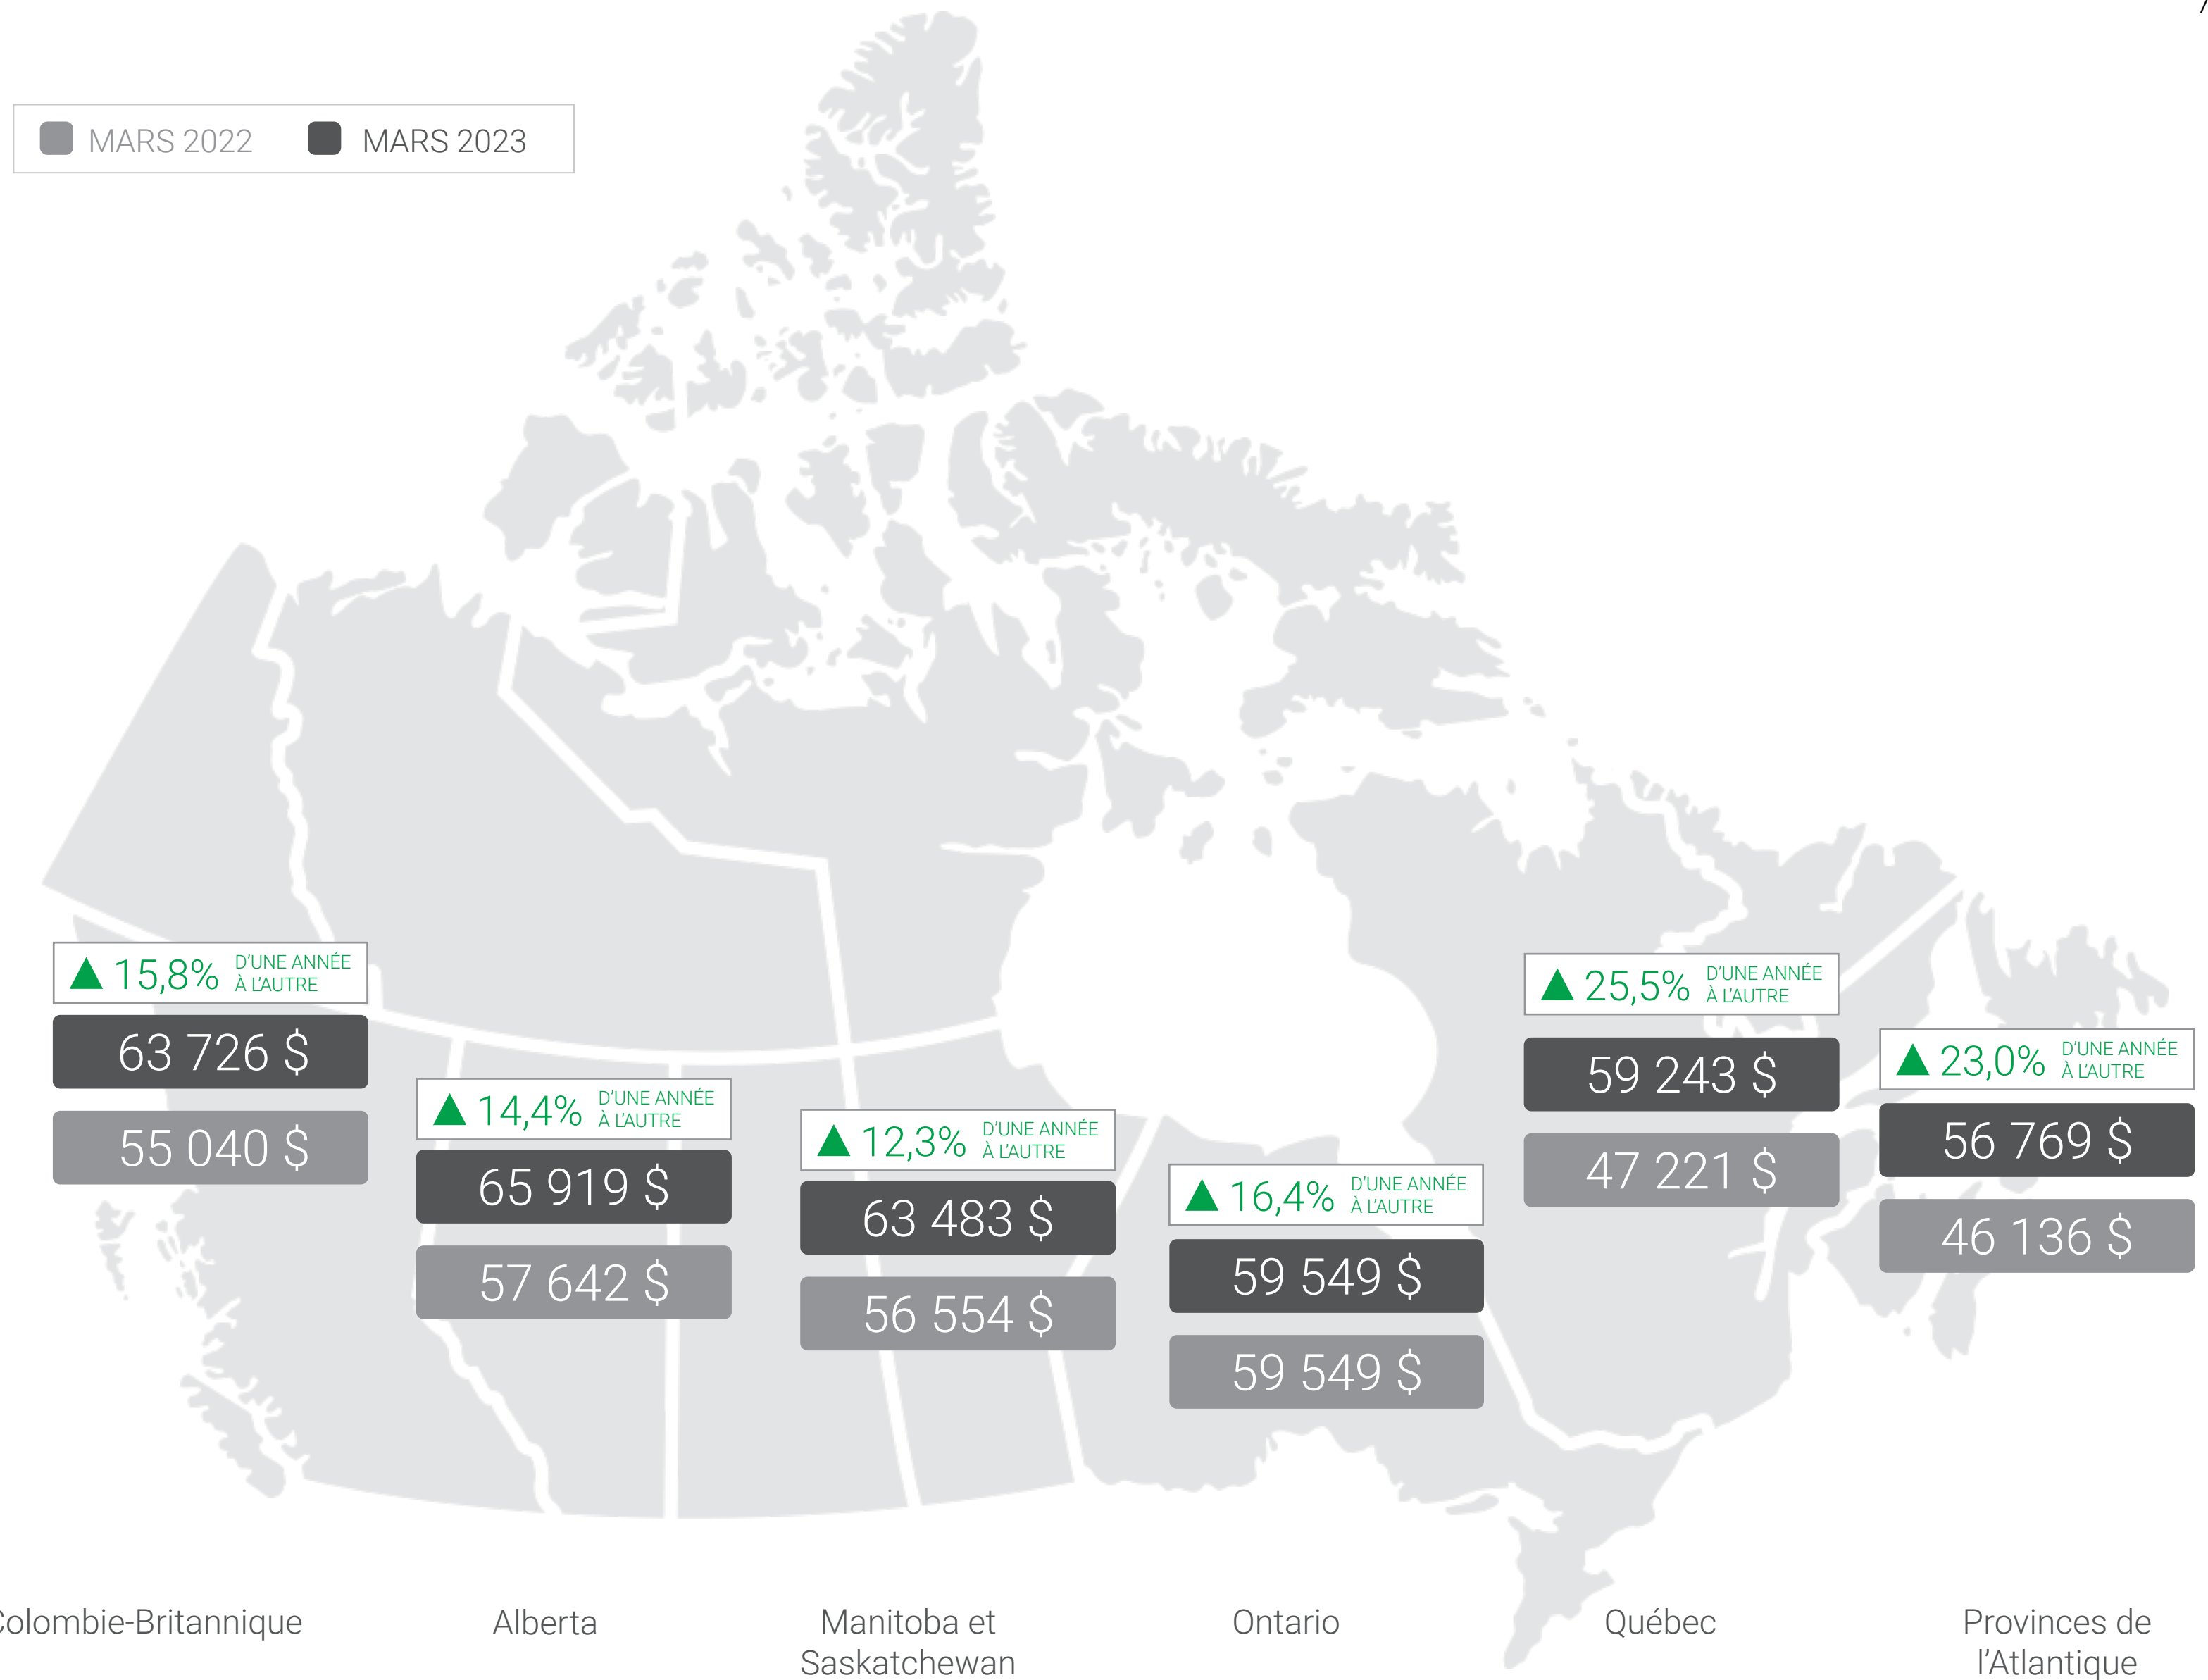 MARS 2022
MARS 2023
15,8%
D'UNE ANNÉE
À L'AUTRE
63 726 $
55 040 $
14,4%
D'UNE ANNÉE
À L'AUTRE
65 919 $
57 642 $
12,3%
D'UNE ANNÉE
À L'AUTRE
63 483 $
56 554 $
16,4%
D'UNE ANNÉE
À L'AUTRE
59 549 $
59 549 $
25,5%
D'UNE ANNÉE
À L'AUTRE
59 243 $
47 221 $
23,0%
D'UNE ANNÉE
À L'AUTRE
56 769 $
46 136 $
Colombie-Britannique
Alberta
Manitoba et
Saskatchewan
Ontario
Québec
Provinces de
l'Atlantique